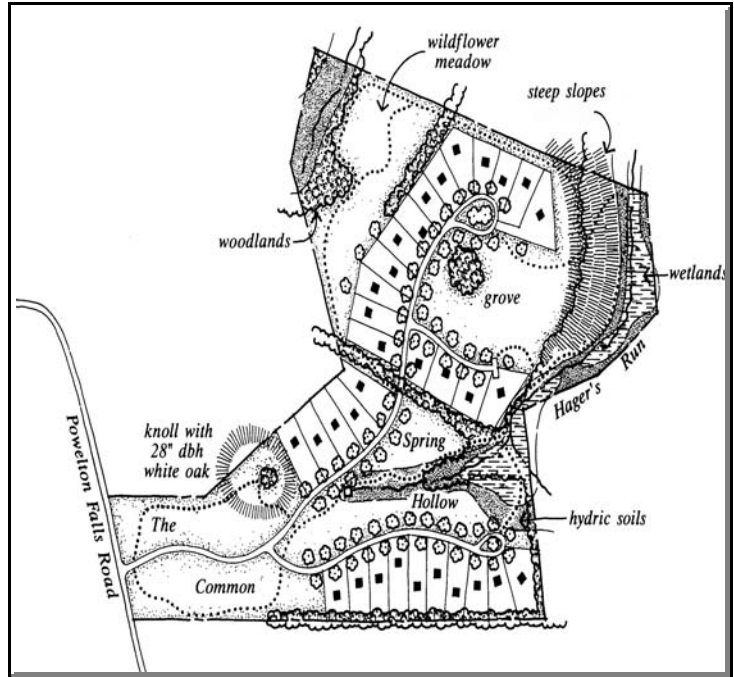 wildflower
meadow
steep slopes
woodlands
wetlands
grove
Hager's Run
knoll with
28" dbh
white oak
Spring
Hollow
hydric soils
The
Common
Powelton Falls Road